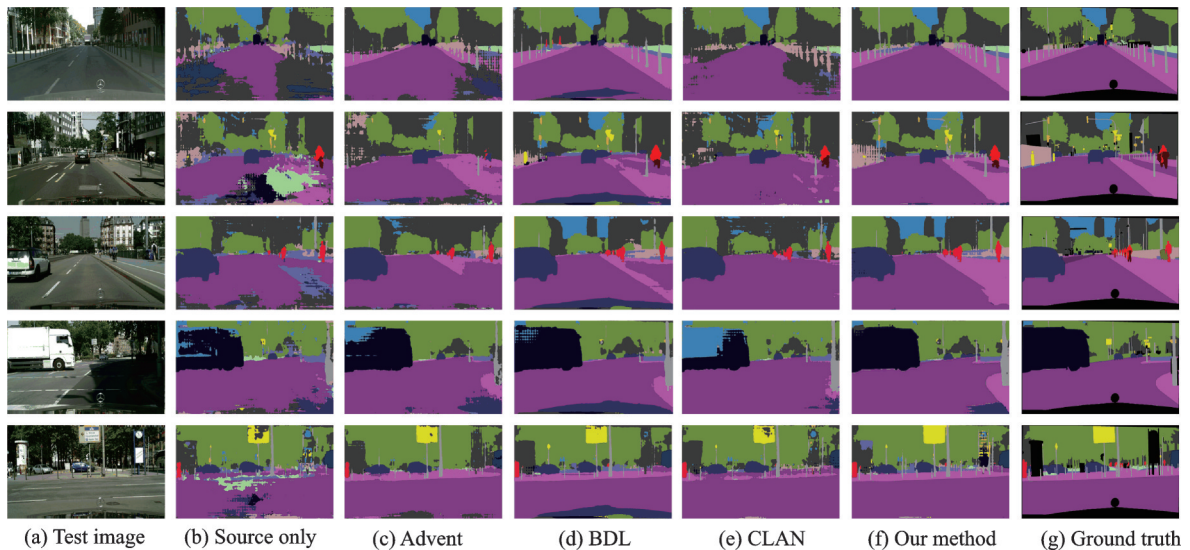 (a) Test image
(b) Source only
(c) Advent
(d) BDL
(e) CLAN
(f) Our method
(g) Ground truth